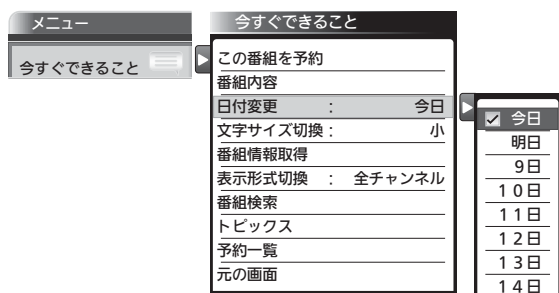 メニュー
今すぐできること
今すぐできること
この番組を予約
番組内容
日付変更 : 今日
文字サイズ切換 : 小
番組情報取得
表示形式切換 : 全チャンネル
番組検索
トピックス
予約一覧
元の画面
今日
明日
9日
10日
11日
12日
13日
14日